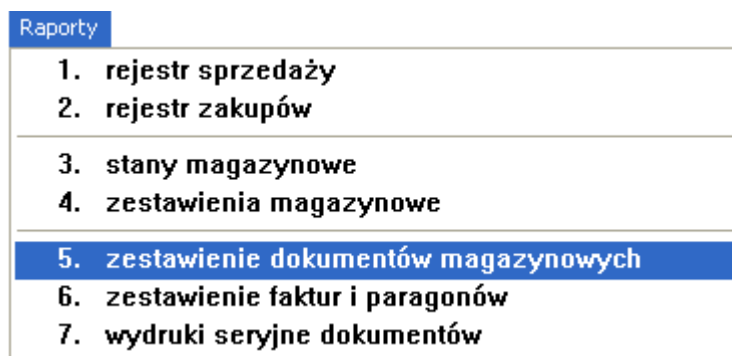 Raporty
1. rejestr sprzedaży
2. rejestr zakupów
3. stany magazynowe
4. zestawienia magazynowe
5. zestawienie dokumentów magazynowych
6. zestawienie faktur i paragonów
7. wydruki seryjne dokumentów